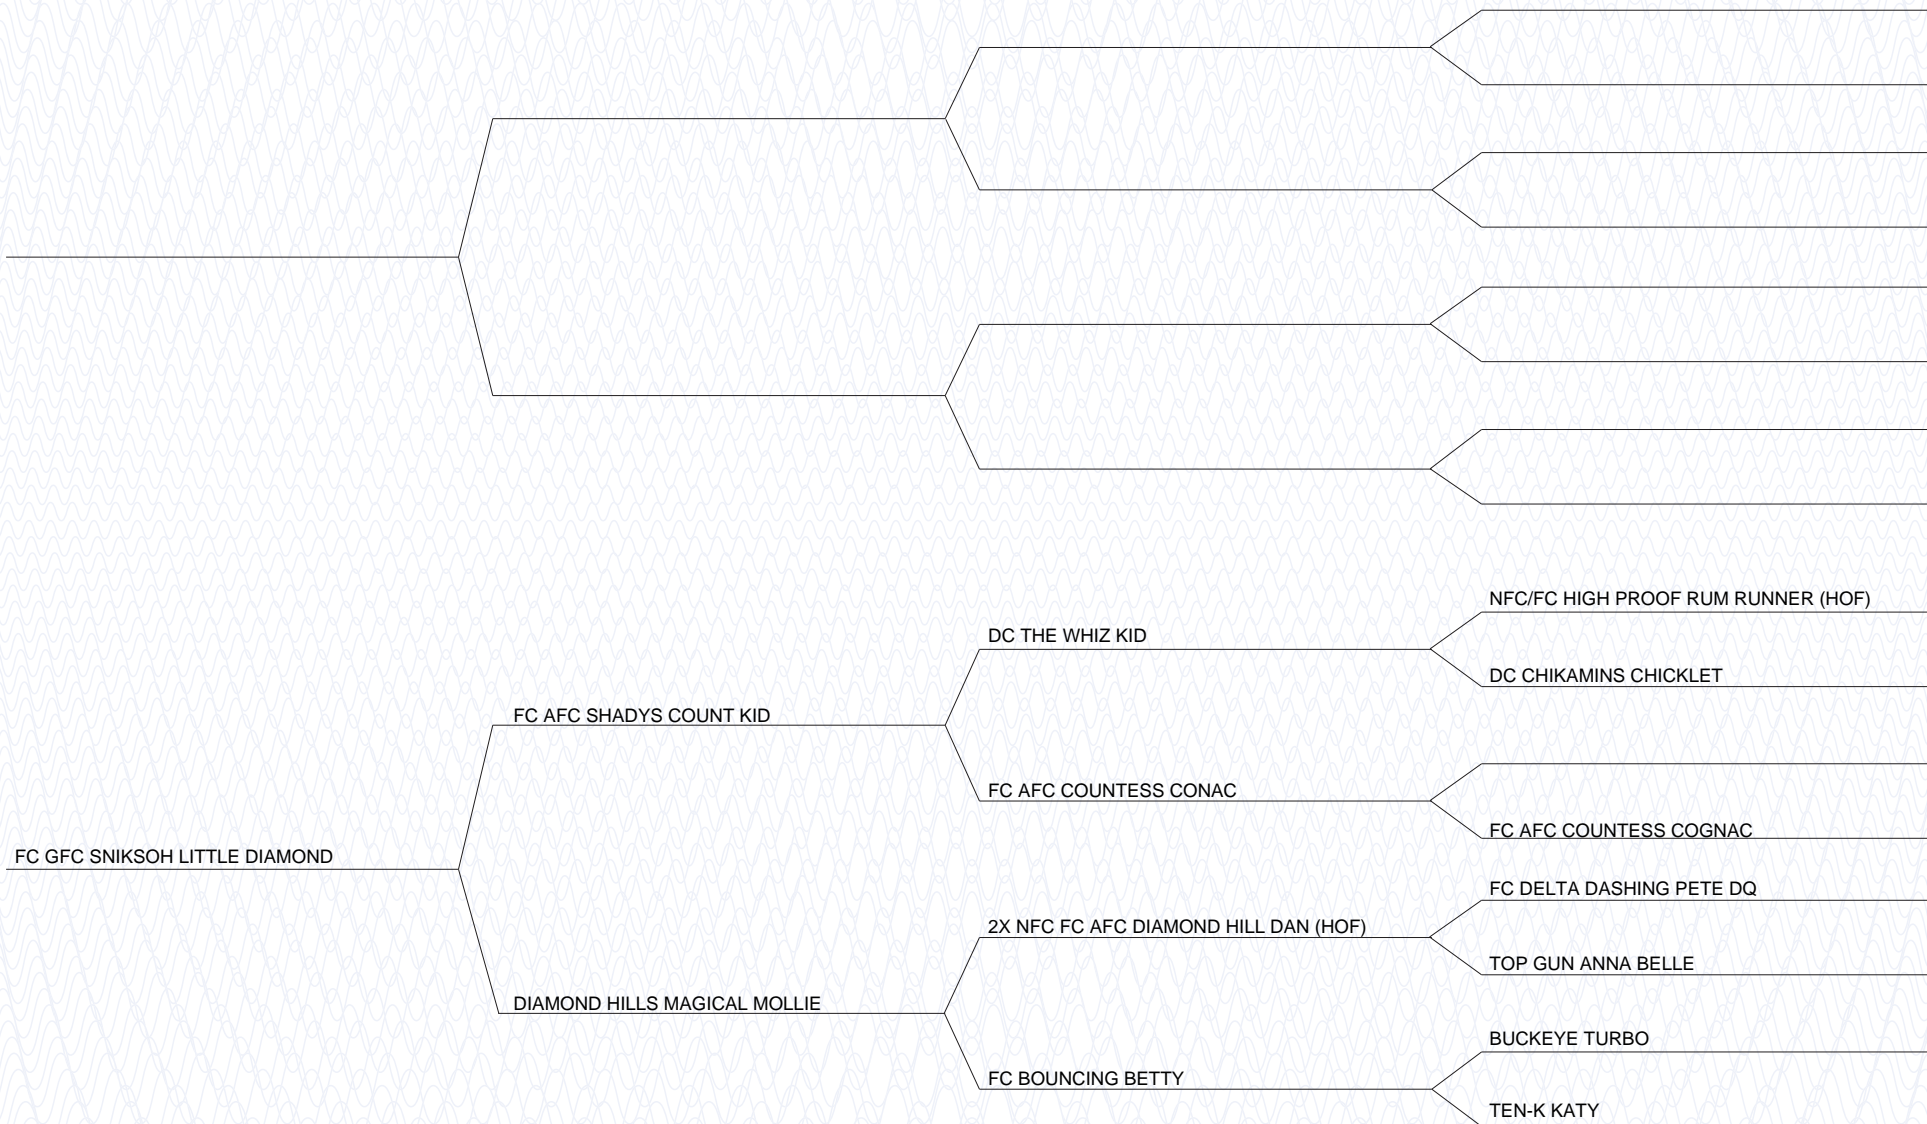 NFC/FC HIGH PROOF RUM RUNNER (HOF)
DC THE WHIZ KID
DC CHIKAMINS CHICKLET
FC AFC SHADYS COUNT KID
FC AFC COUNTESS CONAC
FC AFC COUNTESS COGNAC
FC GFC SNIKSOH LITTLE DIAMOND
FC DELTA DASHING PETE DQ
2X NFC FC AFC DIAMOND HILL DAN (HOF)
TOP GUN ANNA BELLE
DIAMOND HILLS MAGICAL MOLLIE
BUCKEYE TURBO
FC BOUNCING BETTY
TEN-K KATY